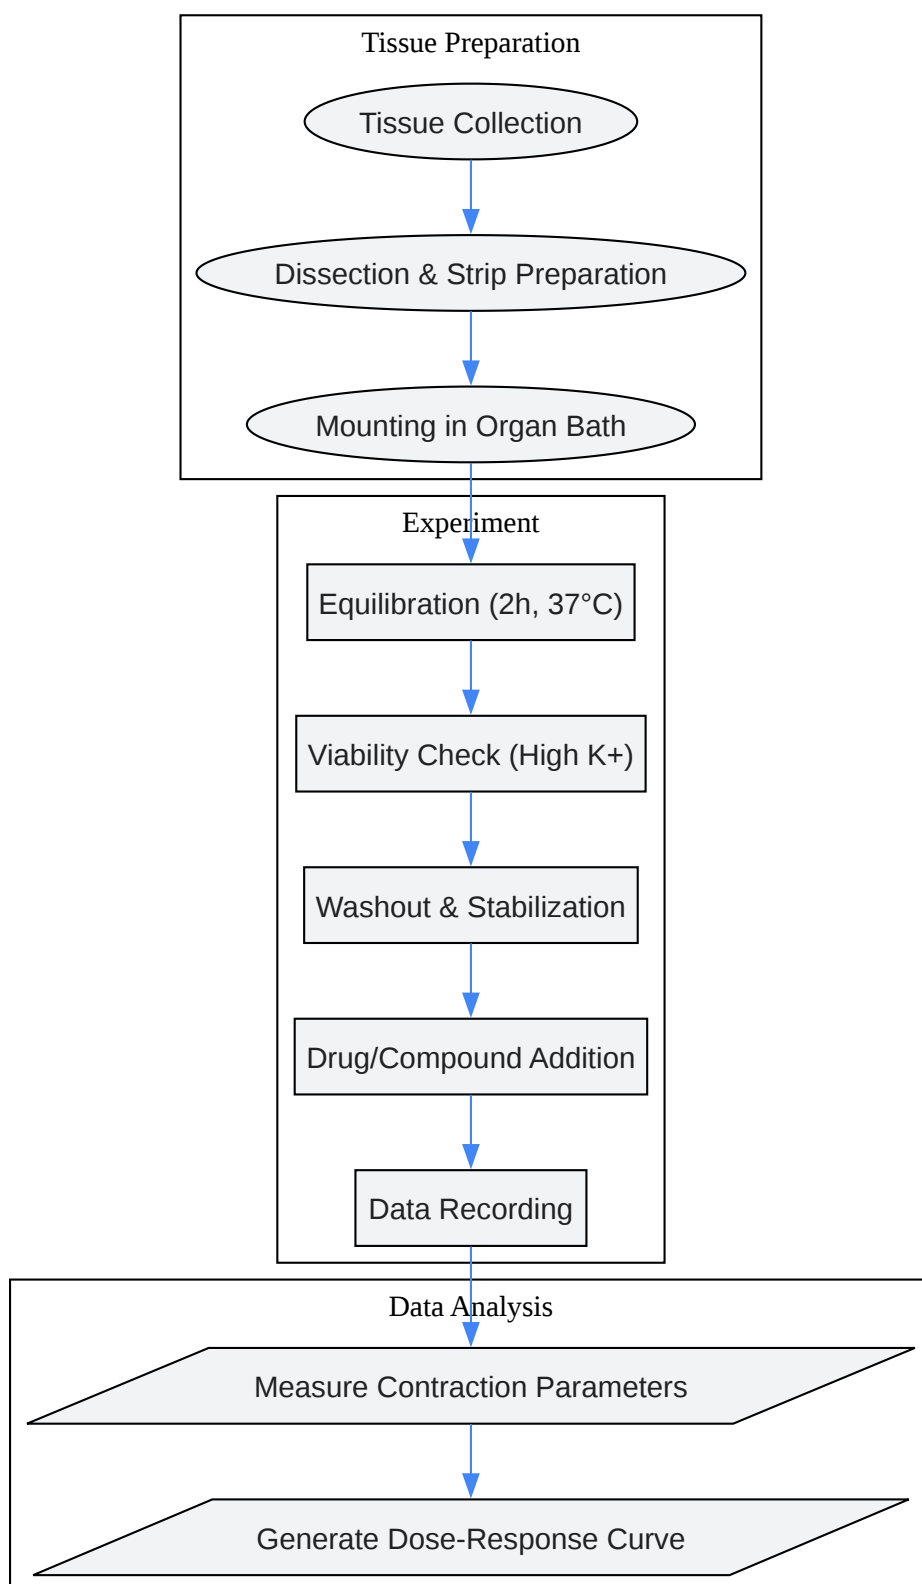 Tissue Preparation
Tissue Collection
Dissection & Strip Preparation
Mounting in Organ Bath
Experiment
Equilibration (2h, 37°C)
Viability Check (High K+)
Washout & Stabilization
Drug/Compound Addition
Data Recording
Data Analysis
Measure Contraction Parameters
Generate Dose-Response Curve